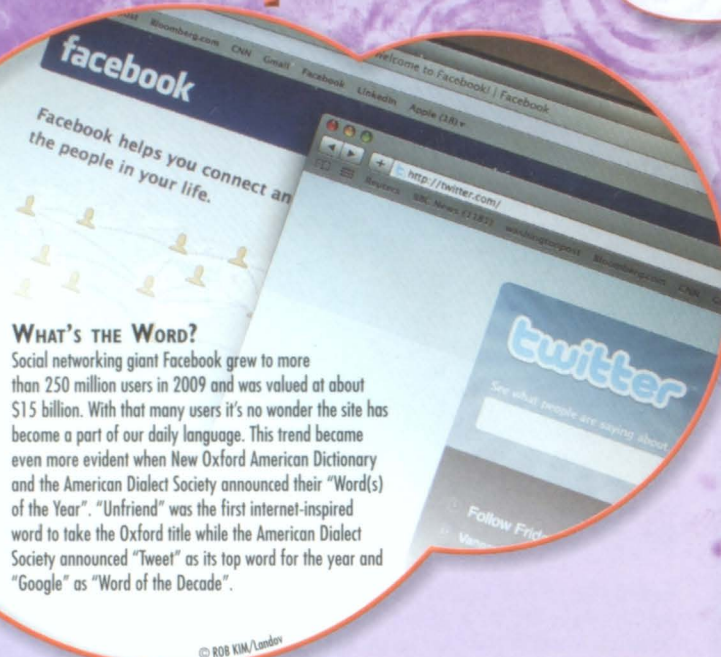 Bloomberg.com CNN Gmail Facebook LinkedIn Apple (18)
Welcome to Facebook! | Facebook
facebook
Facebook helps you connect an
the people in your life.
http://twitter.com/
Reuters BBC News washingtonpost Bloomberg.com CNN
twitter
See what people are saying about
Follow Frid
WHAT'S THE WORD?
Social networking giant Facebook grew to more
than 250 million users in 2009 and was valued at about
$15 billion. With that many users it's no wonder the site has
become a part of our daily language. This trend became
even more evident when New Oxford American Dictionary
and the American Dialect Society announced their "Word(s)
of the Year". "Unfriend" was the first internet-inspired
word to take the Oxford title while the American Dialect
Society announced "Tweet" as its top word for the year and
"Google" as "Word of the Decade".
© ROB KIM/Landov